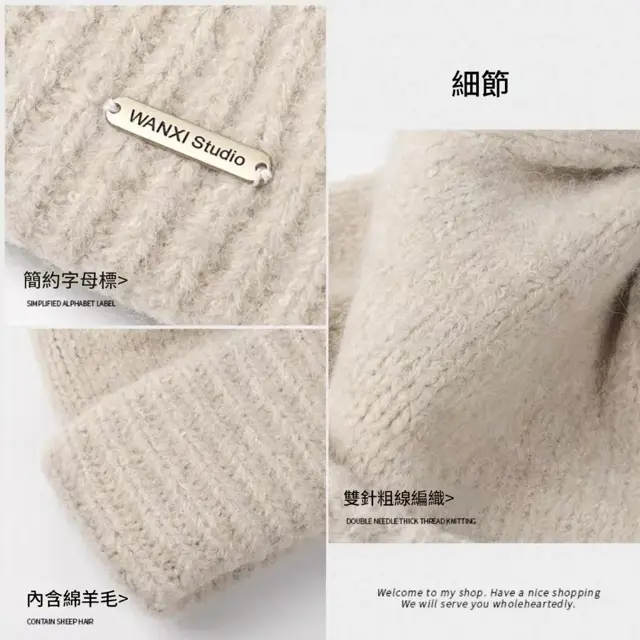 WANXI Studio
簡約字母標>
SIMPLIFIED ALPHABET LABEL
細節
雙針粗線編織>
DOUBLE NEEDLE THICK THREAD KNITTING
內含綿羊毛>
CONTAIN SHEEP HAIR
Welcome to my shop. Have a nice shopping
We will serve you wholeheartedly.